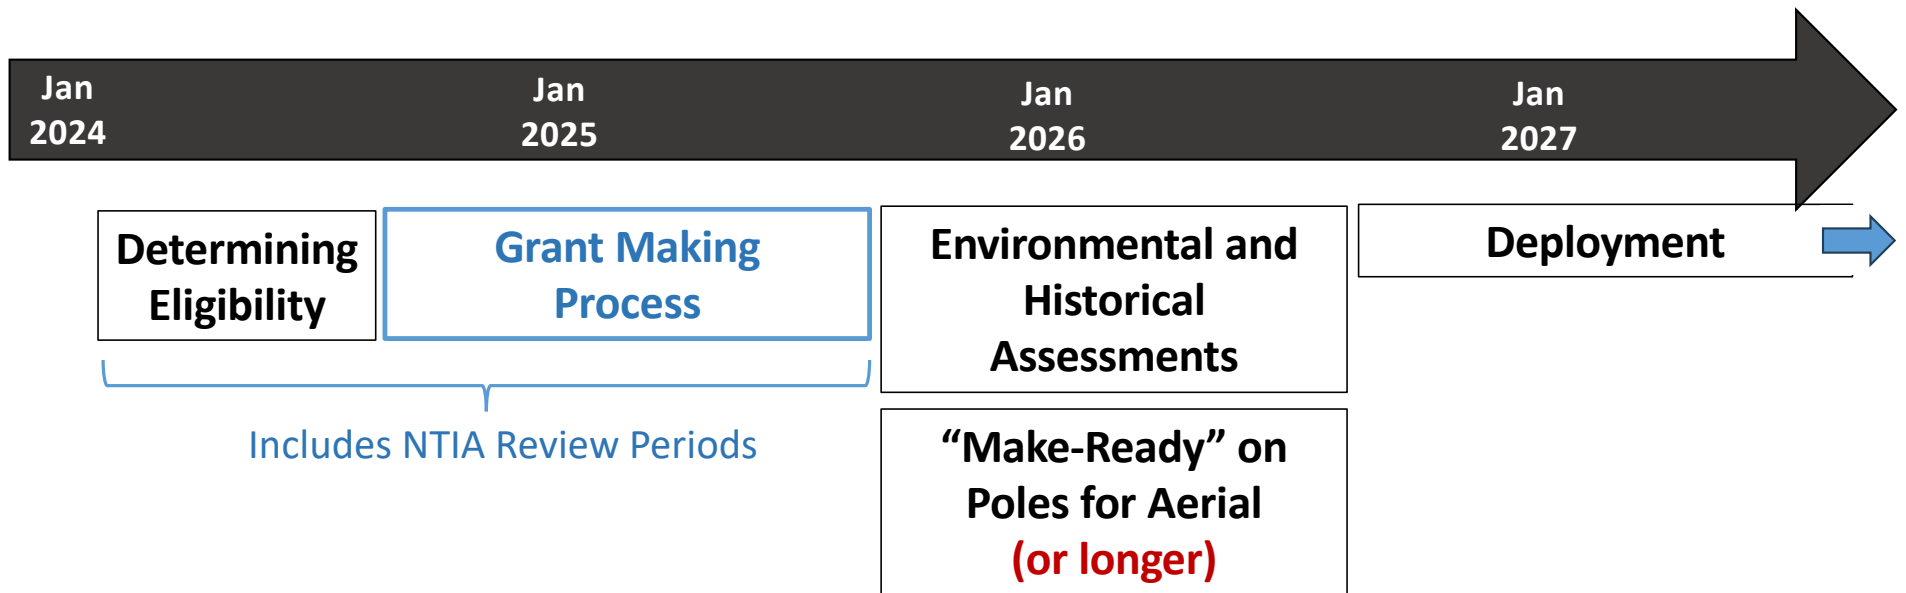 Jan
2024
Jan
2025
Jan
2026
Jan
2027
Determining
Eligibility
Grant Making
Process
Environmental and
Historical
Assessments
Deployment
Includes NTIA Review Periods
“Make-Ready” on
Poles for Aerial
(or longer)